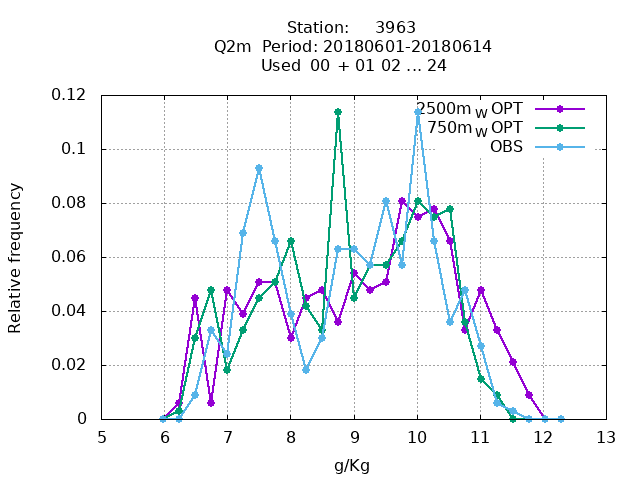 Station:     3963
Q2m  Period: 20180601-20180614
Used  00  + 01 02 ... 24
0.12
0.1
0.08
0.06
0.04
0.02
0
2500m W OPT
750m W OPT
OBS
Relative frequency
5 6 7 8 9 10 11 12 13
g/Kg